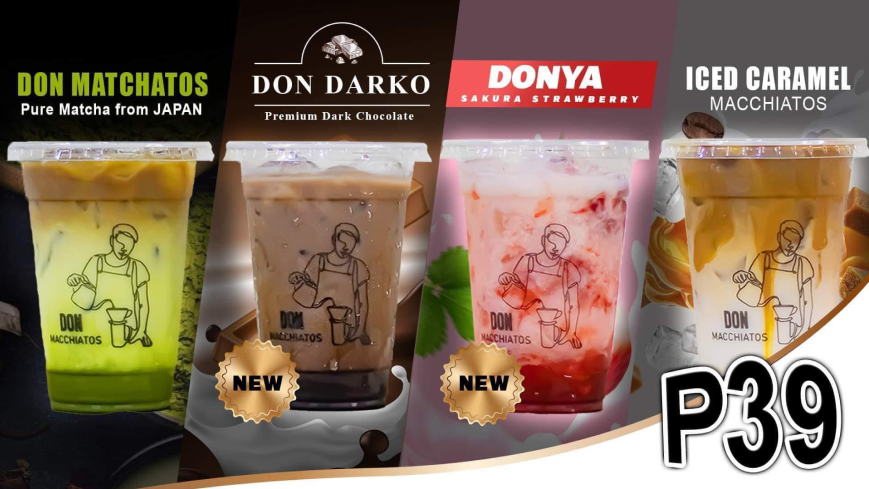 DON MATCHATOS
Pure Matcha from JAPAN
DON DARKO
Premium Dark Chocolate
DONYA
SAKURA STRAWBERRY
ICED CARAMEL
MACCHIATOS
DON
MACCHIATOS
DON
MACCHIATOS
DON
MACCHIATOS
DON
MACCHIATOS
NEW
NEW
P39